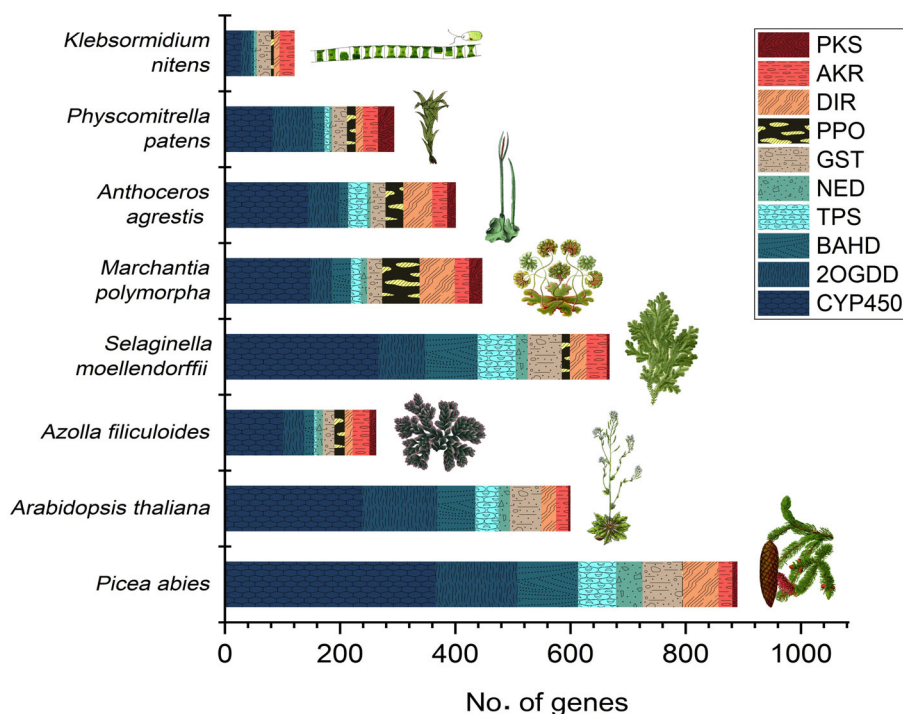 Klebsormidium
nitens
Physcomitrella
patens
Anthoceros
agrestis
Marchantia
polymorpha
Selaginella
moellendorffii
Azolla filiculoides
Arabidopsis thaliana
Picea abies
PKS
AKR
DIR
PPO
GST
NED
TPS
BAHD
2OGDD
CYP450
0 200 400 600 800 1000
No. of genes